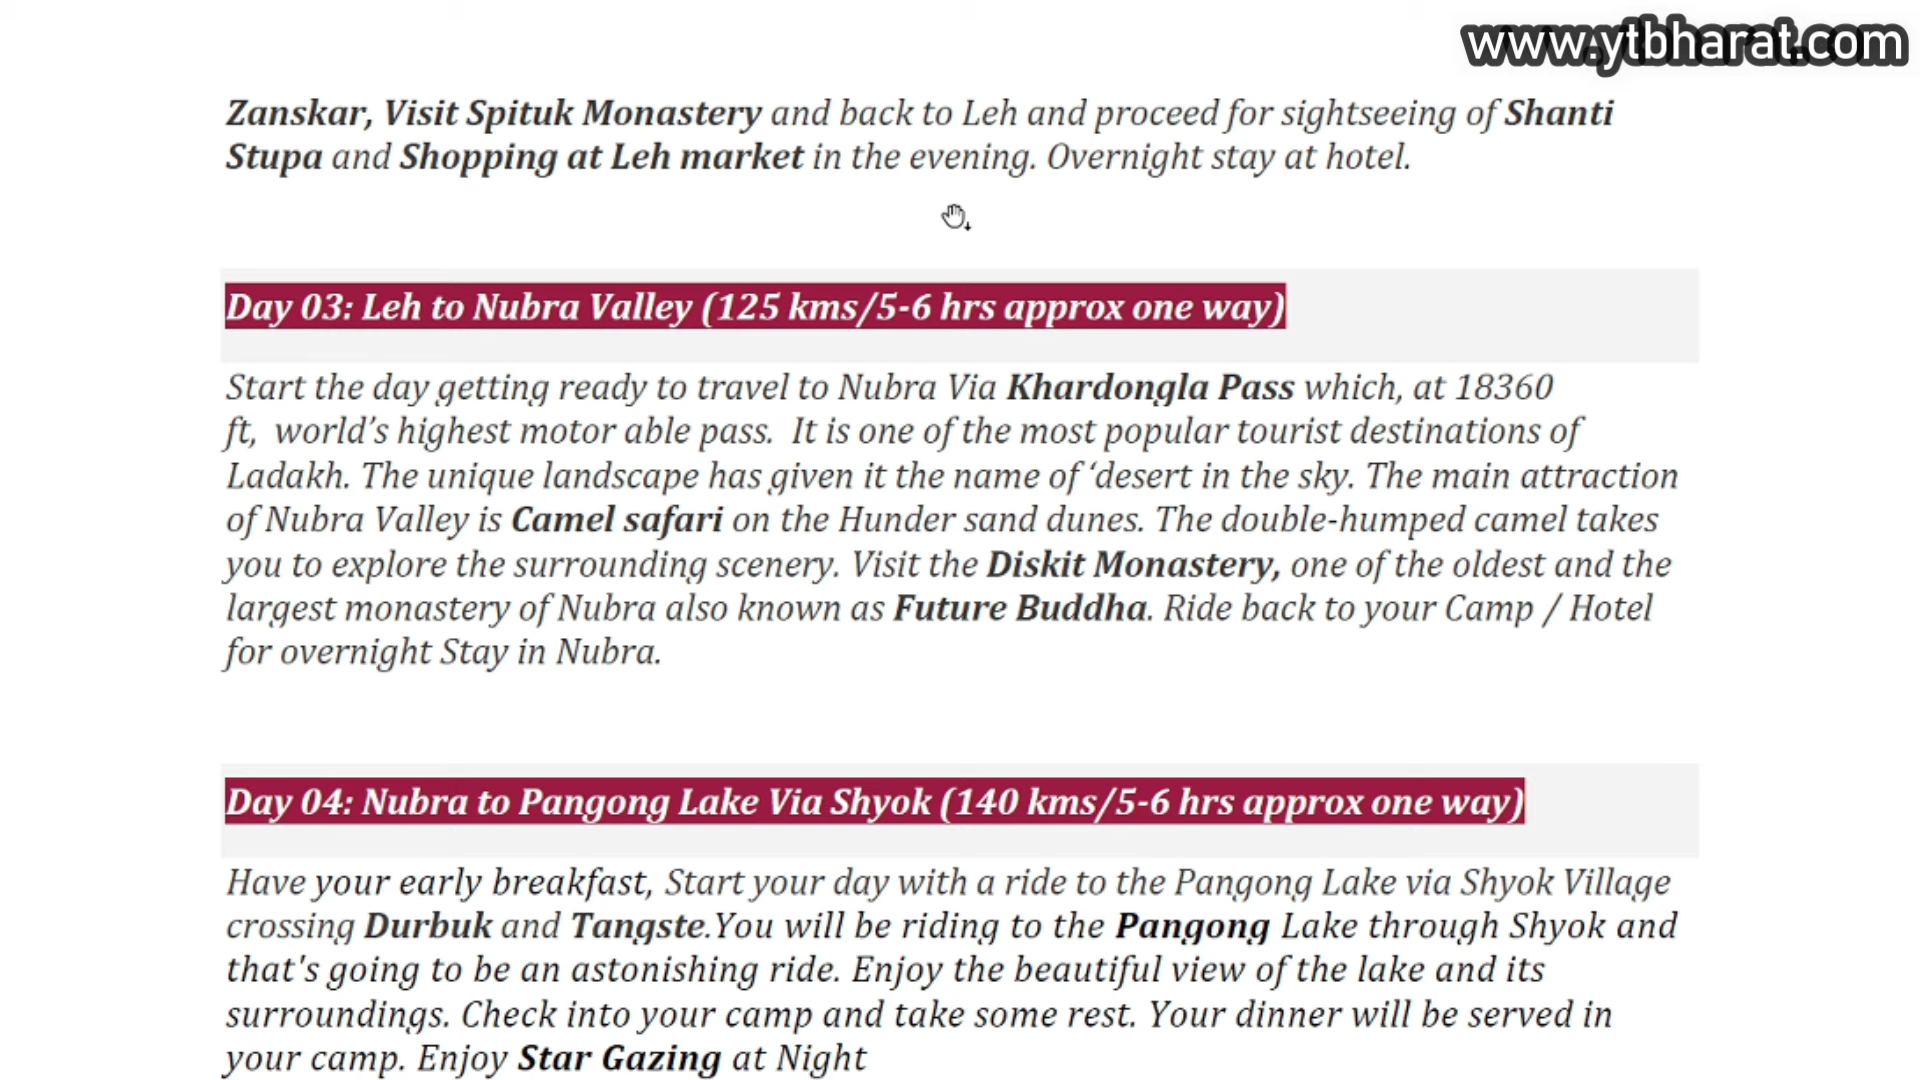 www.ytbharat.com
Zanskar, Visit Spituk Monastery and back to Leh and proceed for sightseeing of Shanti
Stupa and Shopping at Leh market in the evening. Overnight stay at hotel.
Day 03: Leh to Nubra Valley (125 kms/5-6 hrs approx one way)
Start the day getting ready to travel to Nubra Via Khardongla Pass which, at 18360
ft, world’s highest motor able pass. It is one of the most popular tourist destinations of
Ladakh. The unique landscape has given it the name of ‘desert in the sky. The main attraction
of Nubra Valley is Camel safari on the Hunder sand dunes. The double-humped camel takes
you to explore the surrounding scenery. Visit the Diskit Monastery, one of the oldest and the
largest monastery of Nubra also known as Future Buddha. Ride back to your Camp / Hotel
for overnight Stay in Nubra.
Day 04: Nubra to Pangong Lake Via Shyok (140 kms/5-6 hrs approx one way)
Have your early breakfast, Start your day with a ride to the Pangong Lake via Shyok Village
crossing Durbuk and Tangste.You will be riding to the Pangong Lake through Shyok and
that's going to be an astonishing ride. Enjoy the beautiful view of the lake and its
surroundings. Check into your camp and take some rest. Your dinner will be served in
your camp. Enjoy Star Gazing at Night